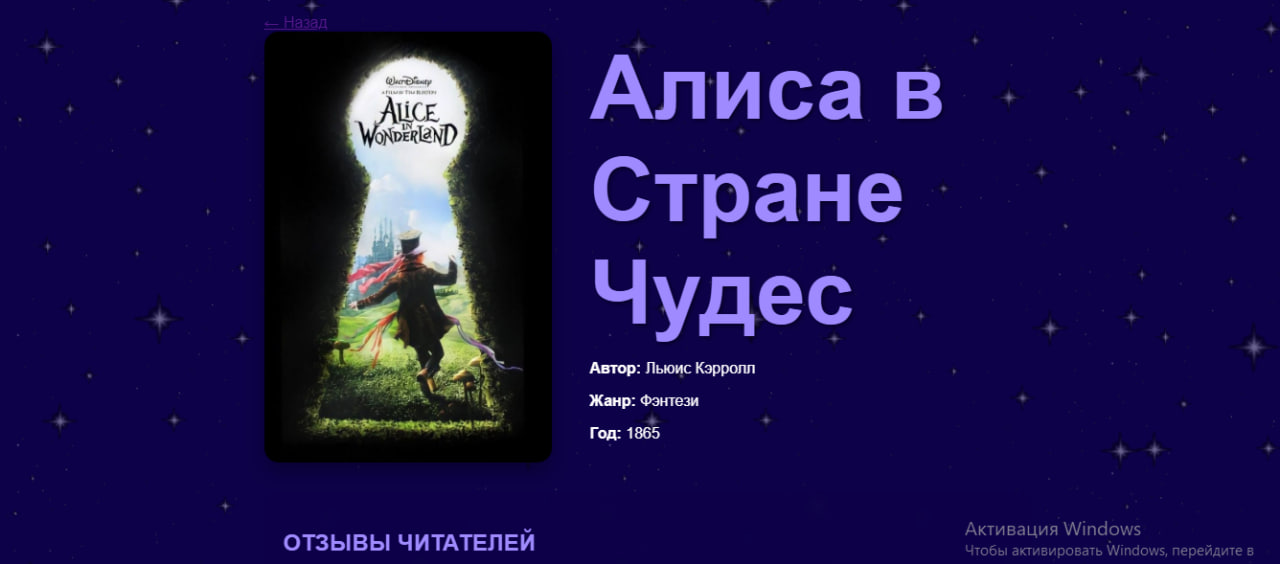 ← Назад
WALT DISNEY
A FILM BY TIM BURTON
ALICE
IN
WONDERLAND
Алиса в
Стране
Чудес
Автор: Льюис Кэрролл
Жанр: Фэнтези
Год: 1865
ОТЗЫВЫ ЧИТАТЕЛЕЙ
Активация Windows
Чтобы активировать Windows, перейдите в